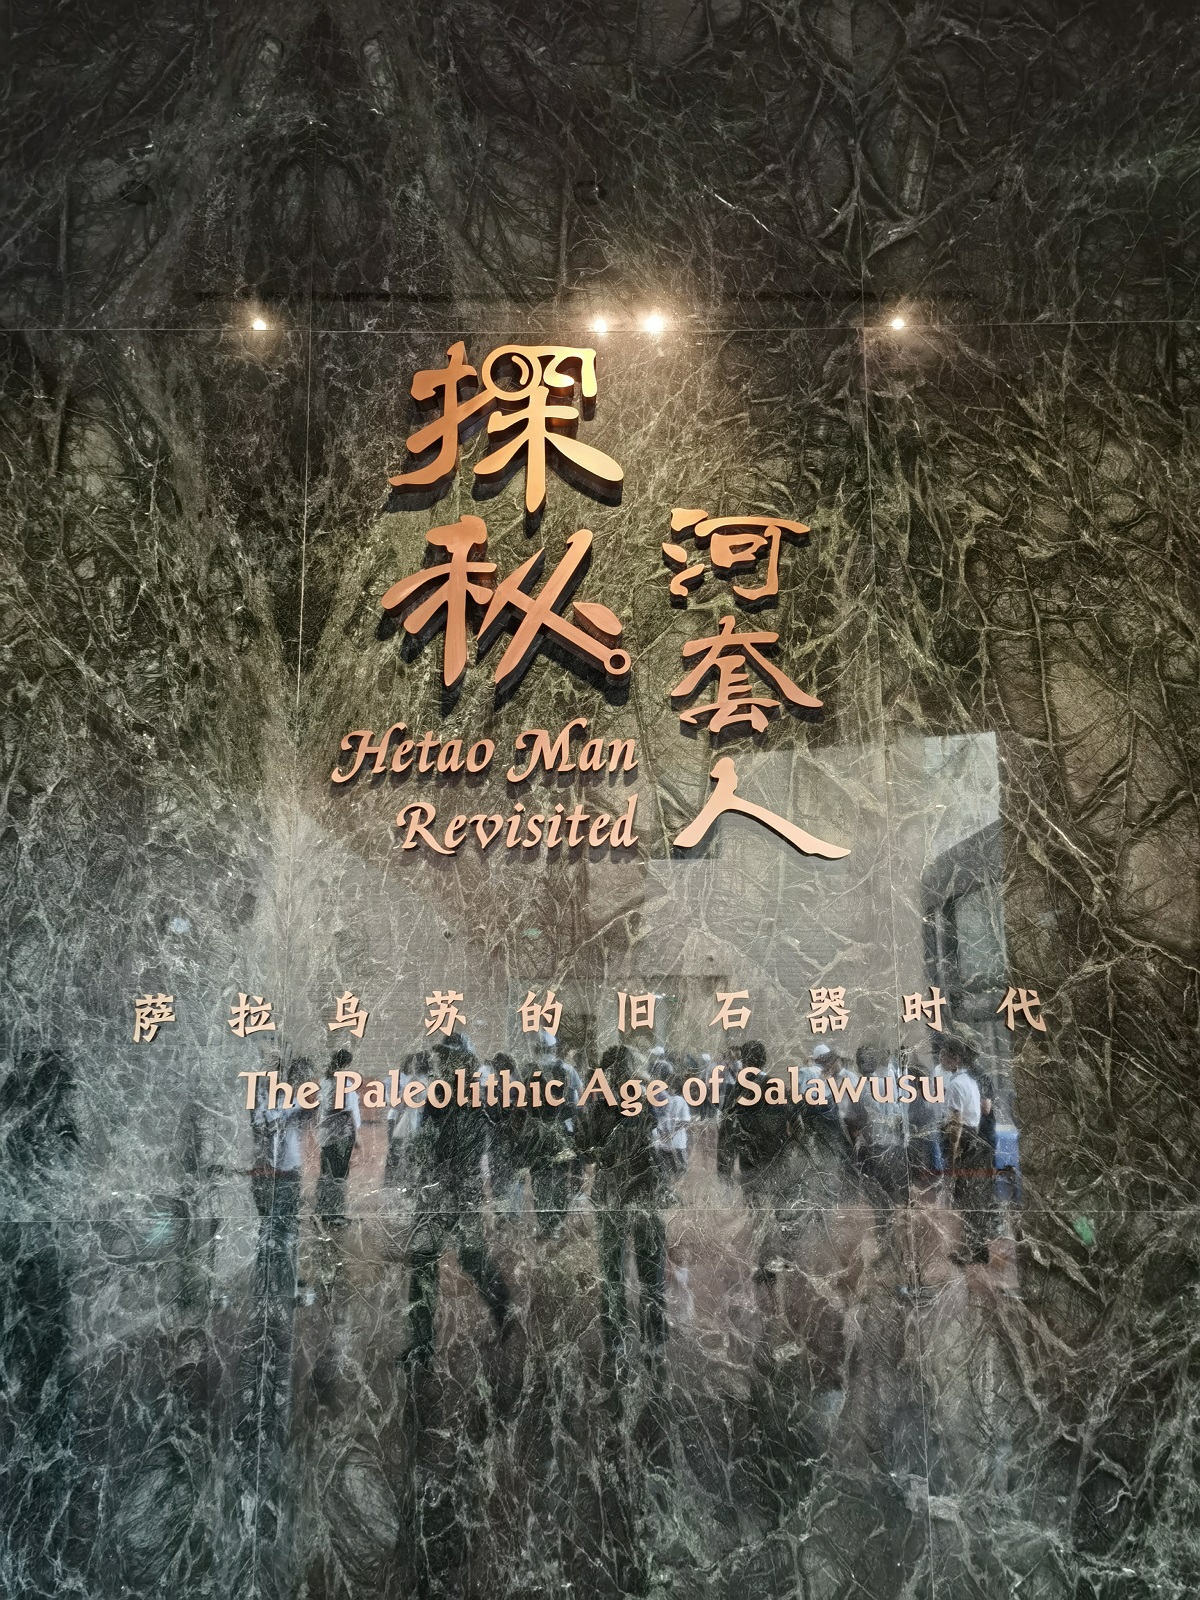 探秘
河套人
Hetao Man
Revisited
萨拉乌苏的旧石器时代
The Paleolithic Age of Salawusu